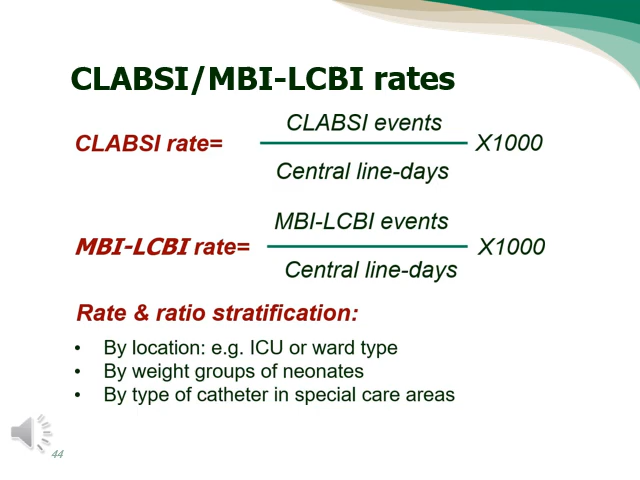 CLABSI/MBI-LCBI rates
CLABSI events
CLABSI rate=
X1000
Central line-days
MBI-LCBI events
MBI-LCBI rate=
X1000
Central line-days
Rate & ratio stratification:
• By location: e.g. ICU or ward type
• By weight groups of neonates
• By type of catheter in special care areas
44